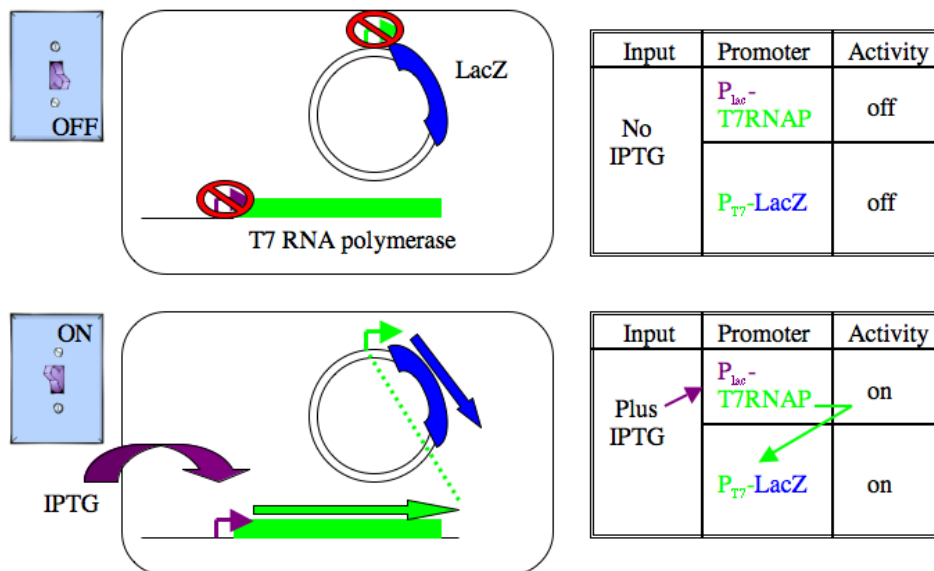 OFF
LacZ
T7 RNA polymerase
Input Promoter Activity
No IPTG
Plac-
T7RNAP
off
PT7-LacZ
off
ON
IPTG
Input Promoter Activity
Plus
IPTG
Plac-
T7RNAP
on
PT7-LacZ
on